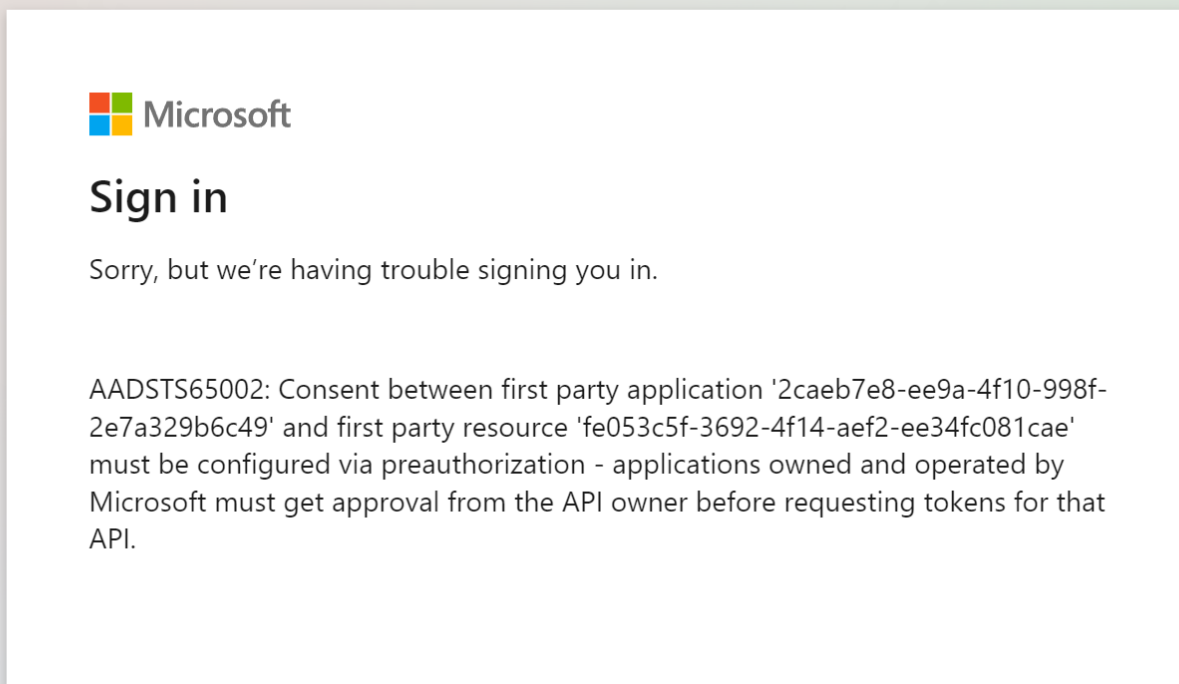 Microsoft
Sign in
Sorry, but we’re having trouble signing you in.
AADSTS65002: Consent between first party application '2caeb7e8-ee9a-4f10-998f-
2e7a329b6c49' and first party resource 'fe053c5f-3692-4f14-aef2-ee34fc081cae'
must be configured via preauthorization - applications owned and operated by
Microsoft must get approval from the API owner before requesting tokens for that
API.